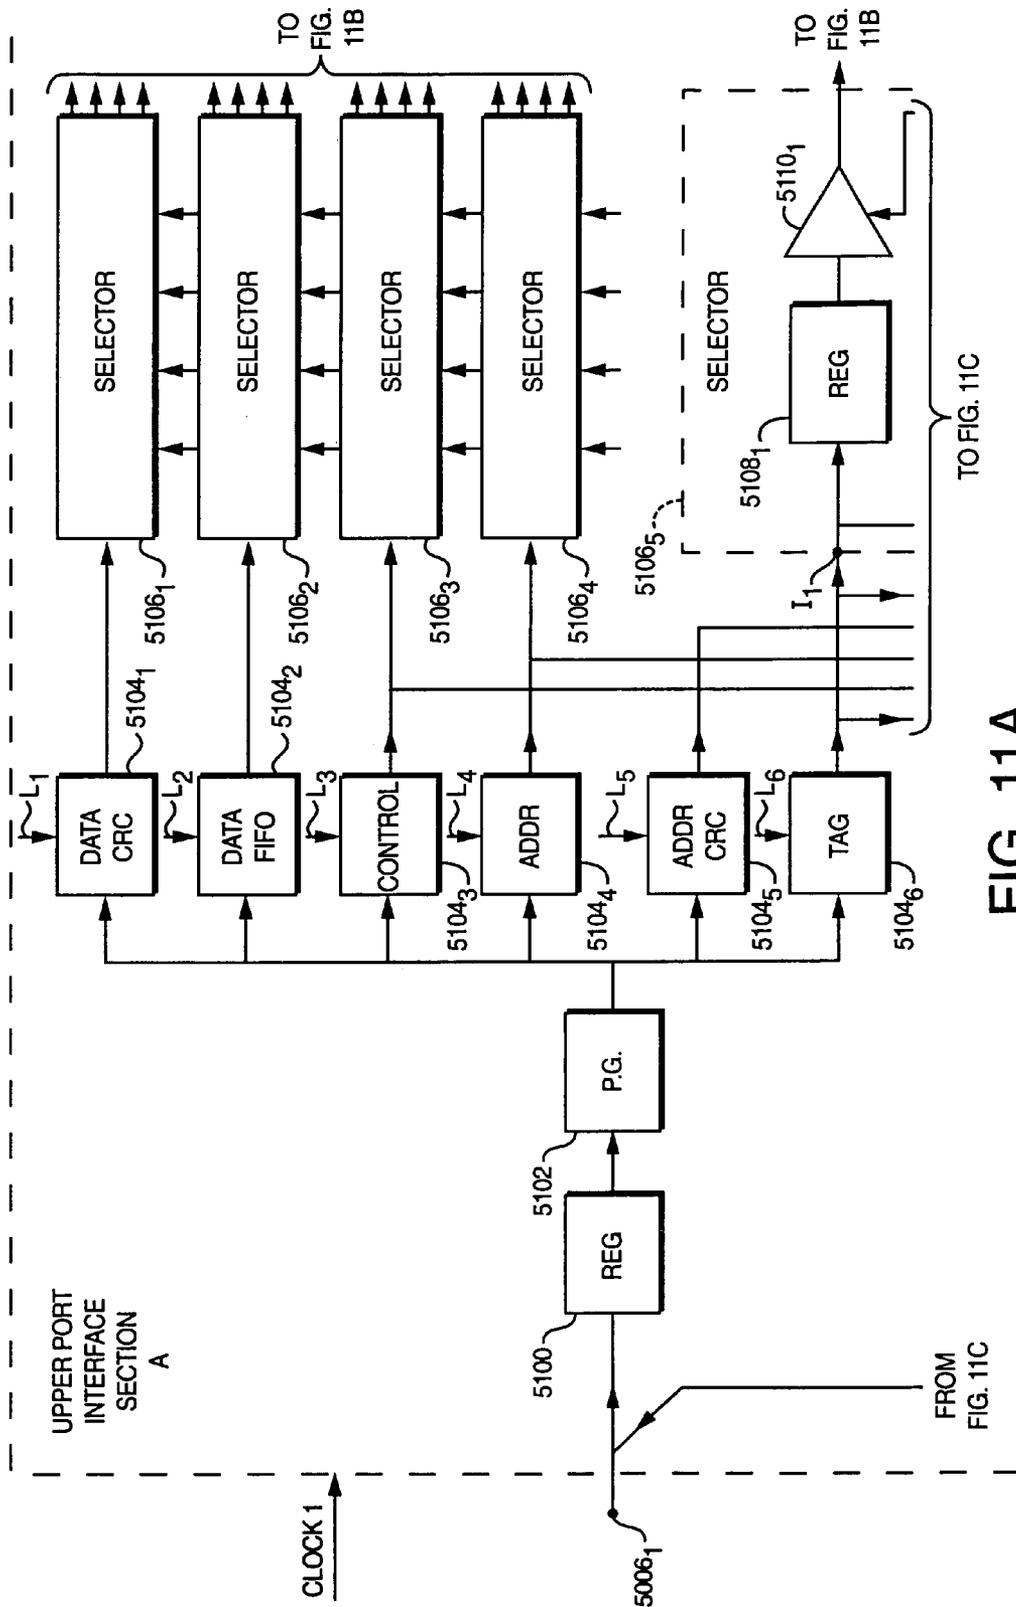 UPPER PORT
INTERFACE
SECTION
A
CLOCK 1
5006₁
FROM
FIG. 11C
5100
REG
5102
P.G.
L₁
DATA
CRC
5104₁
L₂
DATA
FIFO
5104₂
L₃
CONTROL
5104₃
L₄
ADDR
5104₄
L₅
ADDR
CRC
5104₅
L₆
TAG
5104₆
SELECTOR
5106₁
SELECTOR
5106₂
SELECTOR
5106₃
SELECTOR
5106₄
TO
FIG.
11B
5106₅
SELECTOR
I₁
5108₁
REG
5110₁
TO
FIG.
11B
TO FIG. 11C